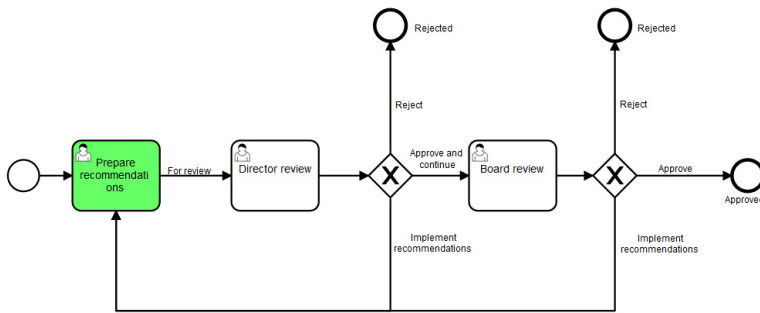 Rejected
Rejected
Reject
Reject
Prepare
recommendati
ons
For review
Director review
Approve and
continue
Board review
Approve
Approved
Implement
recommendations
Implement
recommendations